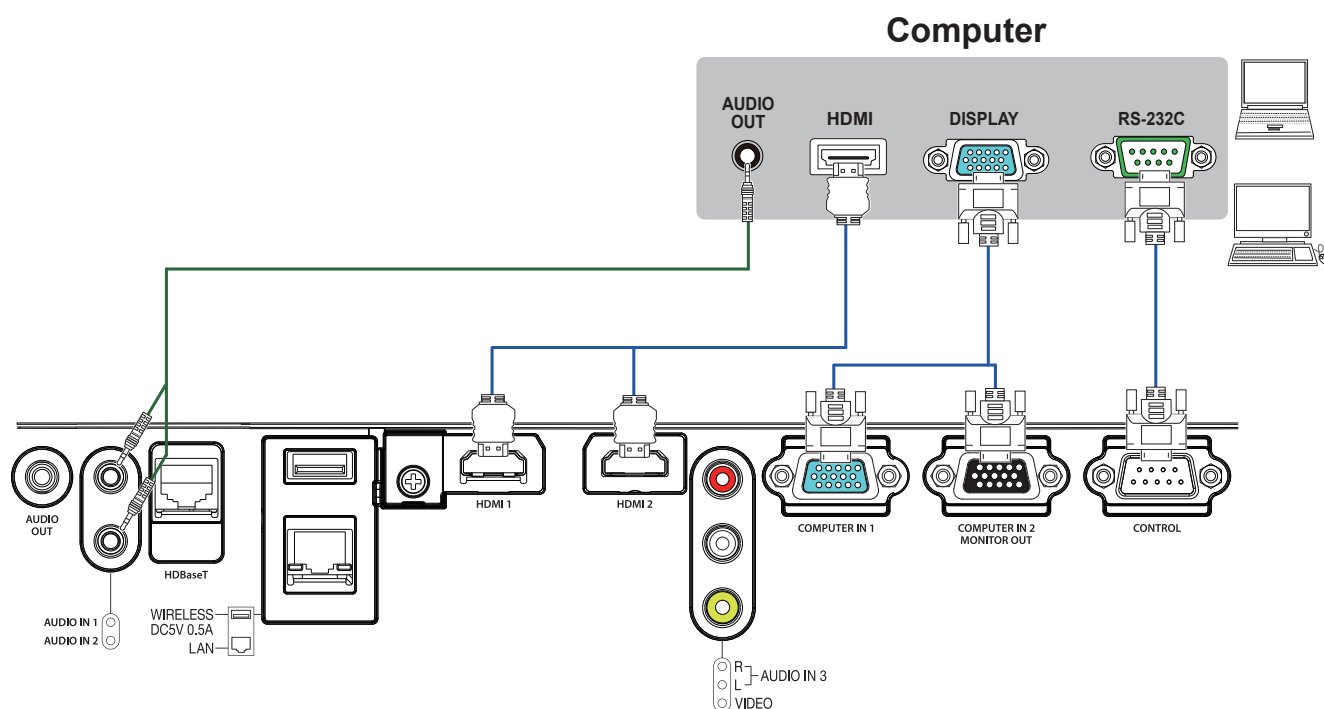 Computer
AUDIO
OUT
HDMI
DISPLAY
RS-232C
AUDIO
OUT
HDBaseT
HDMI 1
HDMI 2
COMPUTER IN 1
COMPUTER IN 2
MONITOR OUT
CONTROL
AUDIO IN 1
AUDIO IN 2
WIRELESS
DC5V 0.5A
LAN
R
L
AUDIO IN 3
VIDEO